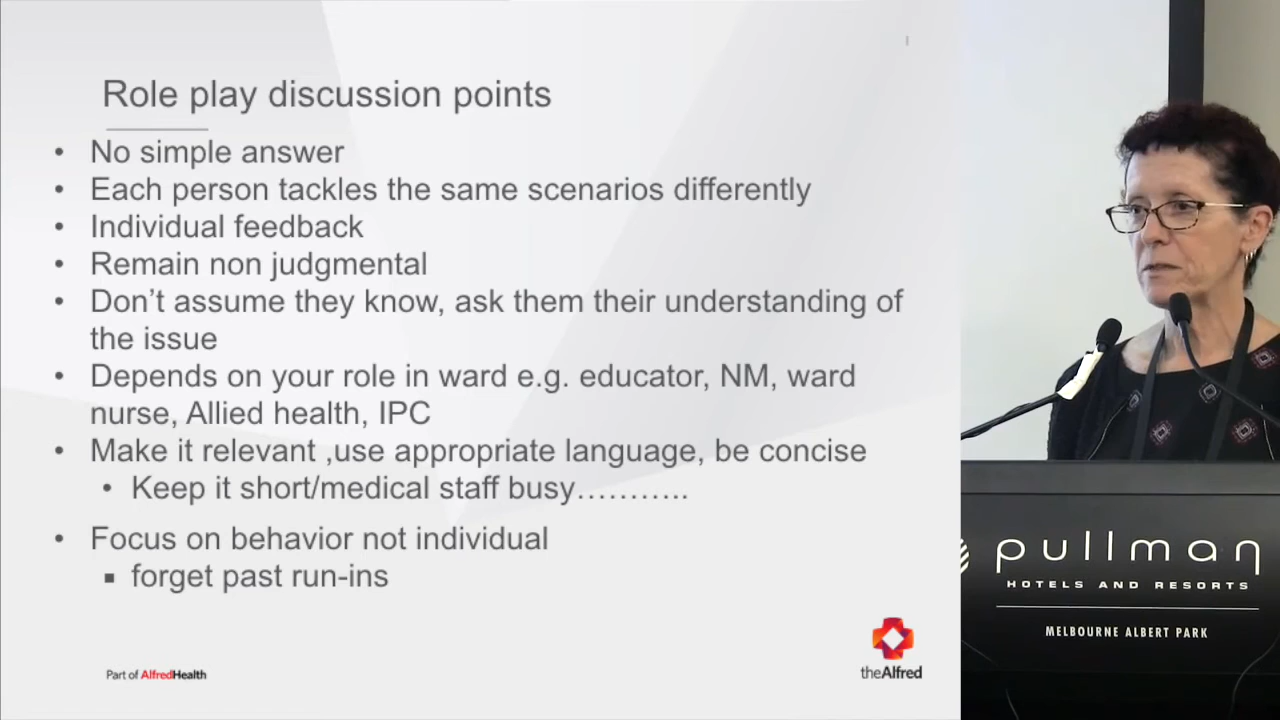 Role play discussion points
• No simple answer
• Each person tackles the same scenarios differently
• Individual feedback
• Remain non judgmental
• Don’t assume they know, ask them their understanding of
the issue
• Depends on your role in ward e.g. educator, NM, ward
nurse, Allied health, IPC
• Make it relevant ,use appropriate language, be concise
• Keep it short/medical staff busy………..
• Focus on behavior not individual
▪ forget past run-ins
Part of AlfredHealth
theAlfred
pullman
HOTELS AND RESORTS
MELBOURNE ALBERT PARK